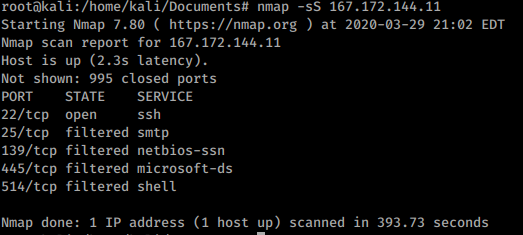 root@kali:/home/kali/Documents# nmap -sS 167.172.144.11
Starting Nmap 7.80 ( https://nmap.org ) at 2020-03-29 21:02 EDT
Nmap scan report for 167.172.144.11
Host is up (2.3s latency).
Not shown: 995 closed ports
PORT    STATE    SERVICE
22/tcp  open     ssh
25/tcp  filtered smtp
139/tcp filtered netbios-ssn
445/tcp filtered microsoft-ds
514/tcp filtered shell
Nmap done: 1 IP address (1 host up) scanned in 393.73 seconds